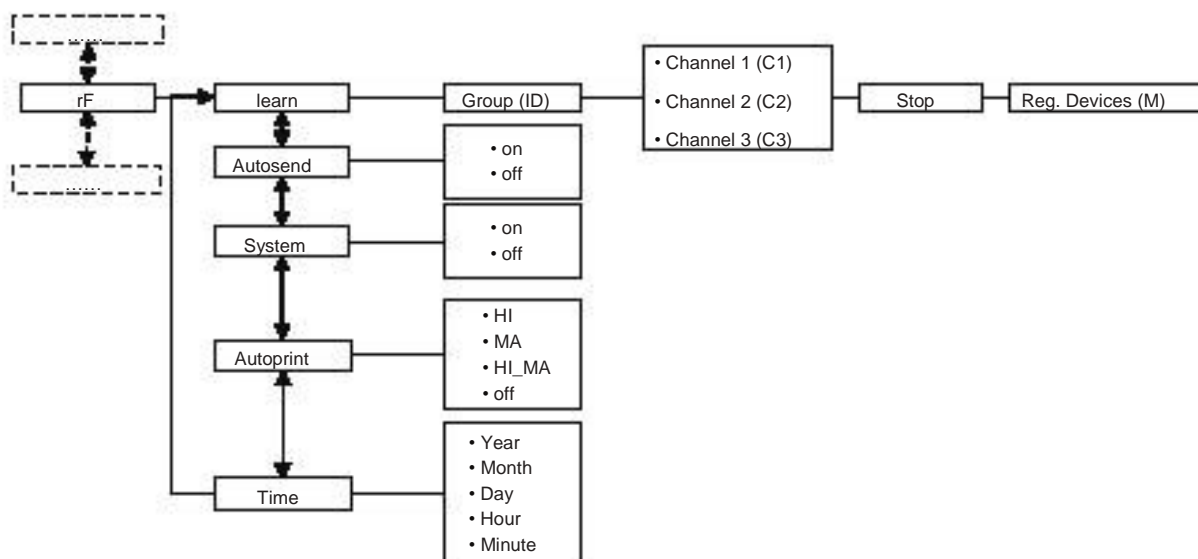 ......
rF
learn
Group (ID)
• Channel 1 (C1)
• Channel 2 (C2)
• Channel 3 (C3)
Stop
Reg. Devices (M)
......
Autosend
• on
• off
System
• on
• off
Autoprint
• HI
• MA
• HI_MA
• off
Time
• Year
• Month
• Day
• Hour
• Minute